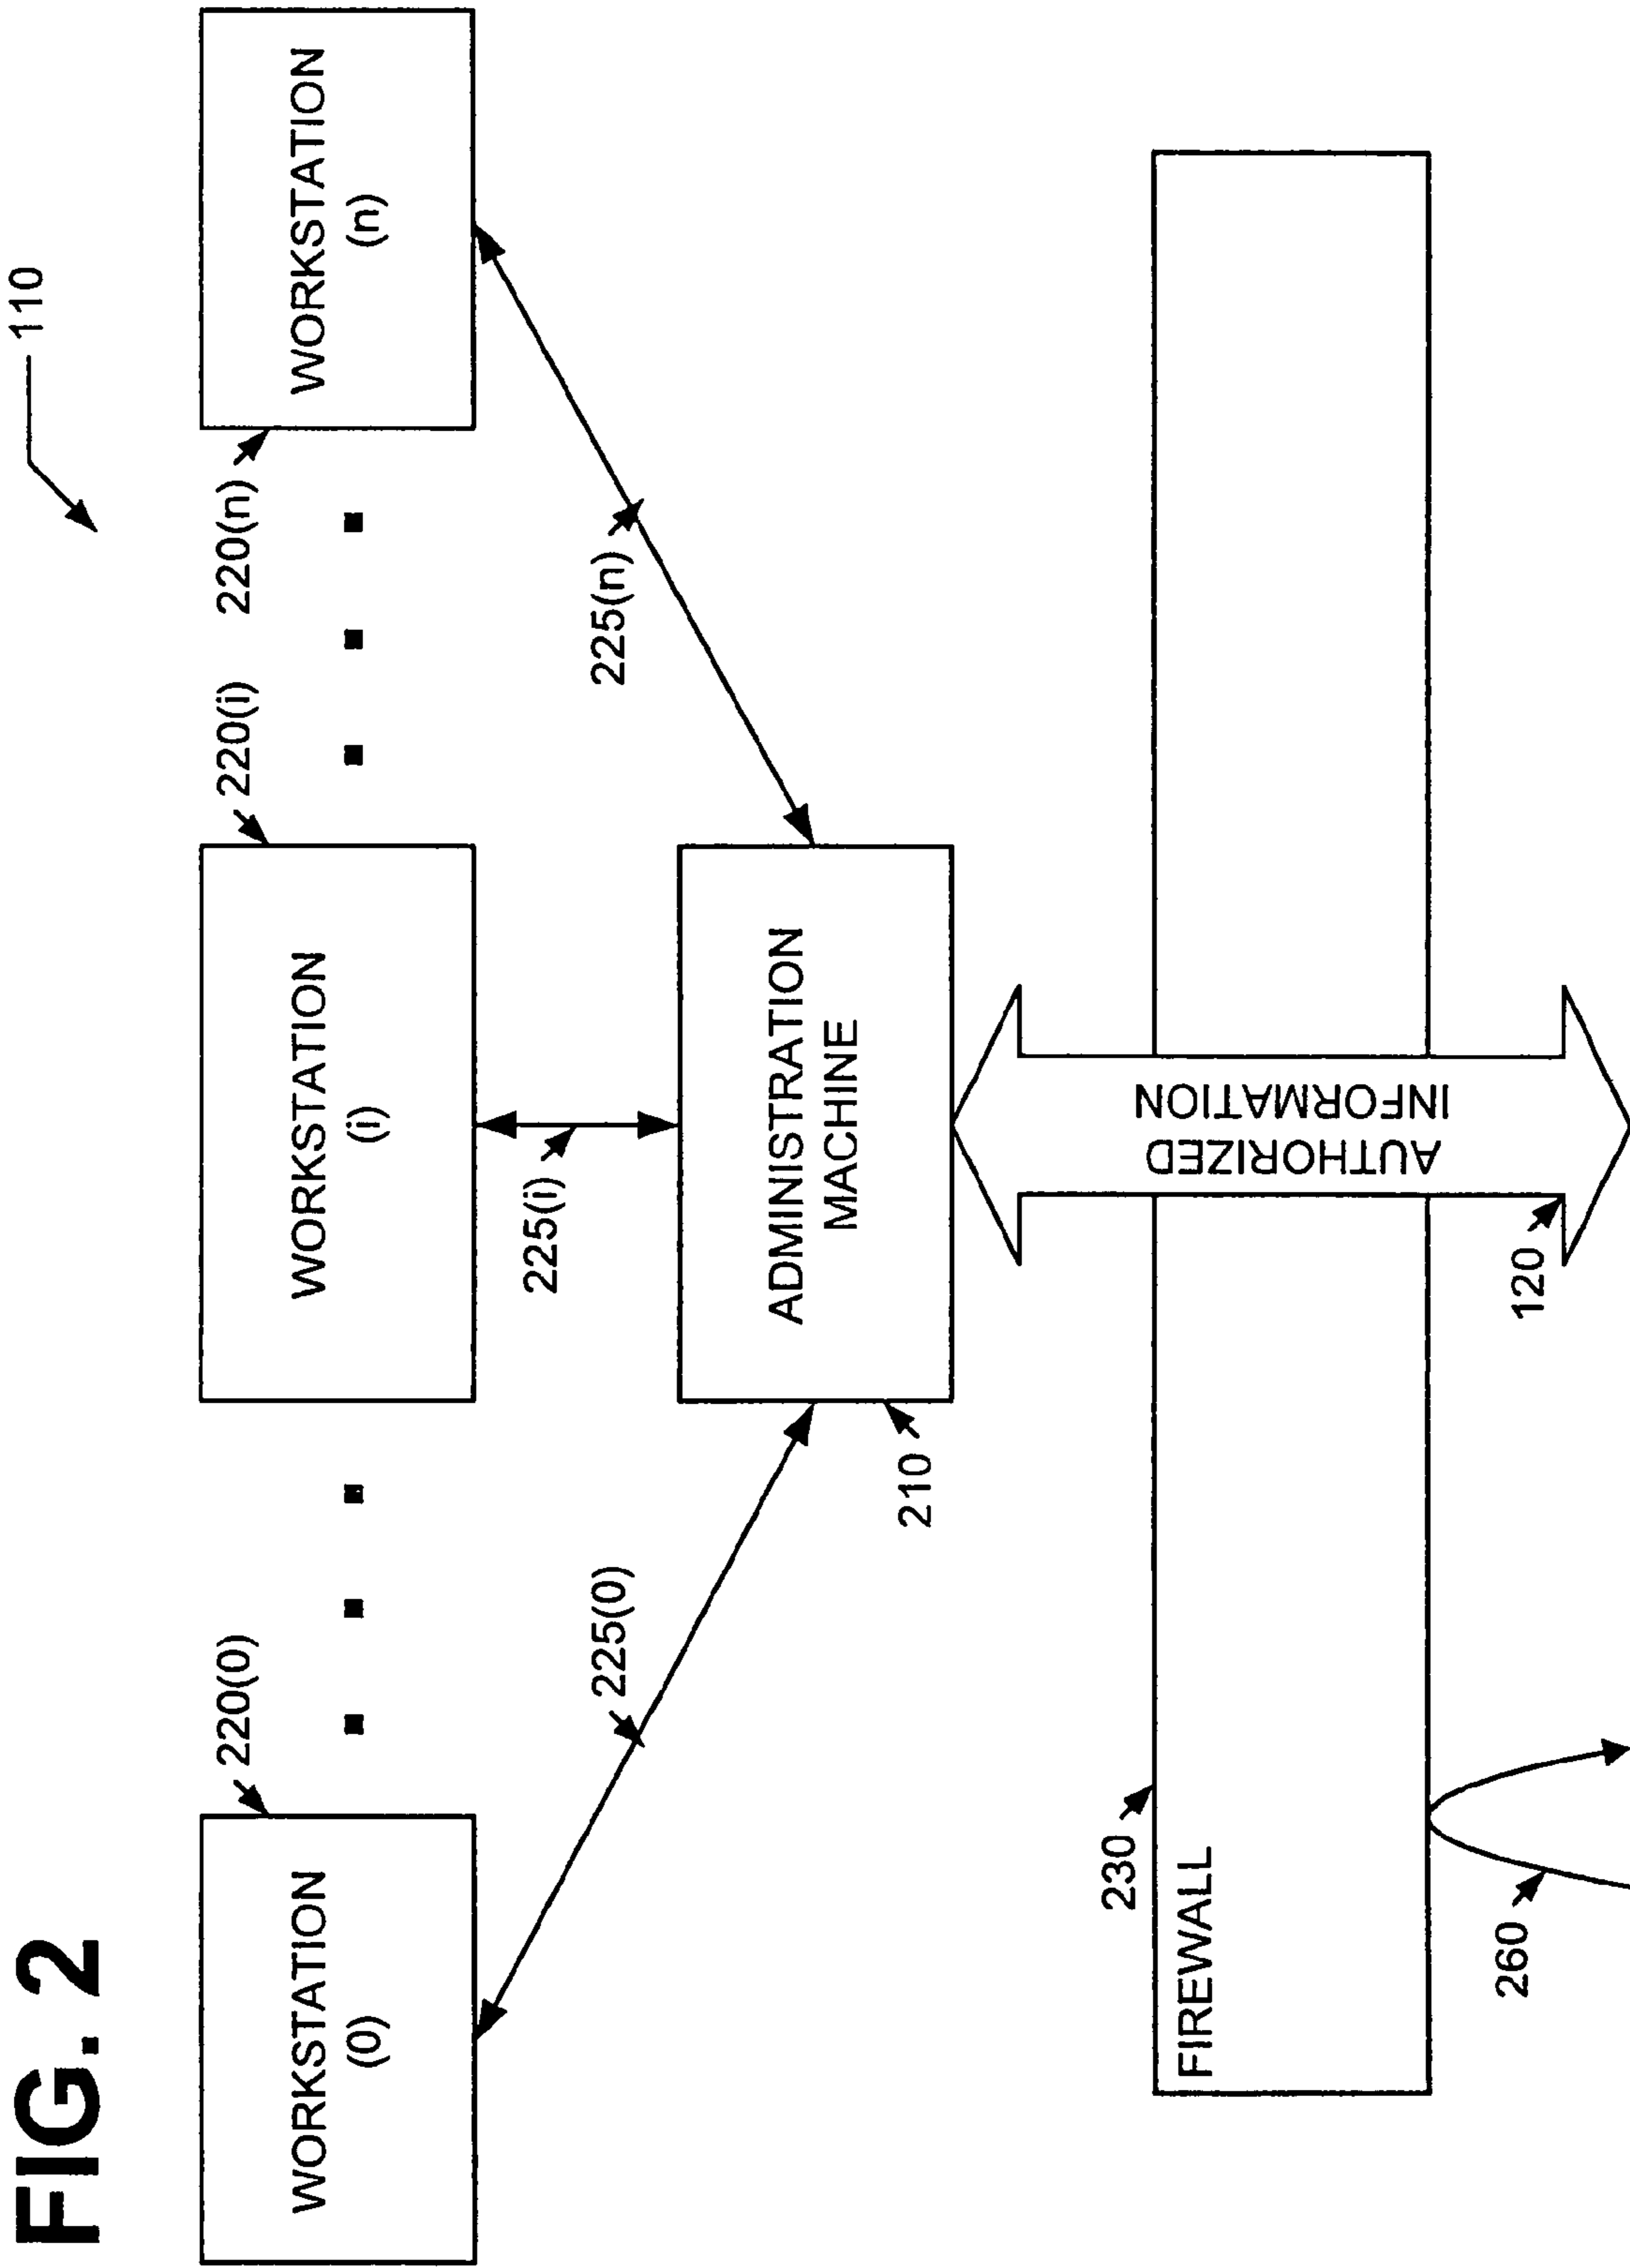 FIG. 2
110
220(0)
220(i)
220(n)
WORKSTATION
(0)
WORKSTATION
(i)
WORKSTATION
(n)
225(i)
225(0)
225(n)
ADMINISTRATION
MACHINE
210
230
FIREWALL
AUTHORIZED
INFORMATION
260
120